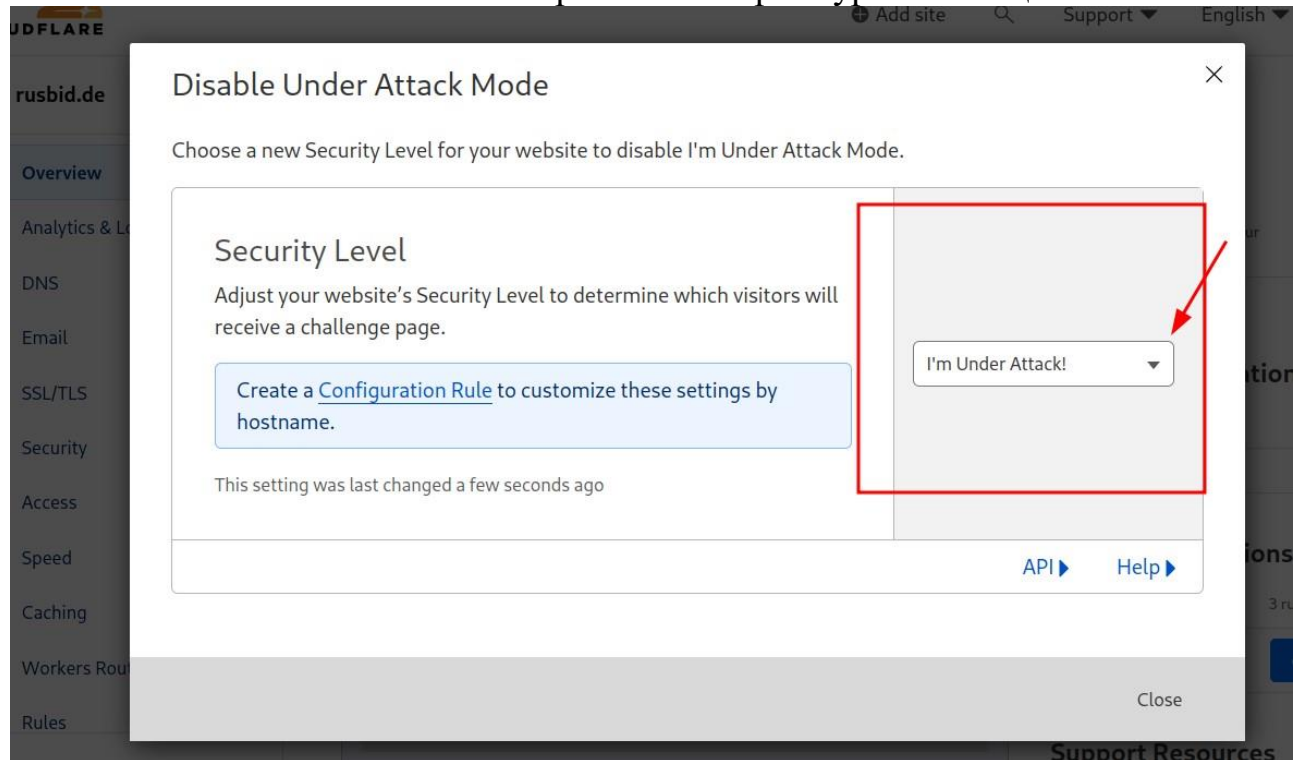 Add site Support English
rusbid.de
Disable Under Attack Mode
Choose a new Security Level for your website to disable I'm Under Attack Mode.
Overview
Analytics &
DNS
Email
SSL/TLS
Security
Access
Speed
Caching
Workers
Rules
Security Level
Adjust your website's Security Level to determine which visitors will
receive a challenge page.
Create a Configuration Rule to customize these settings by
hostname.
This setting was last changed a few seconds ago
I'm Under Attack!
API Help
Close
Support Resources